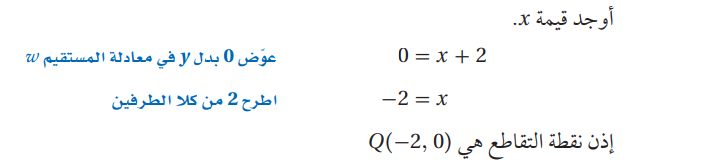 أوجد قيمة x.
0 = x + 2 عوّض 0 بدل y في معادلة المستقيم w
−2 = x اطرح 2 من كلا الطرفين
إذن نقطة التقاطع هي Q(−2, 0)